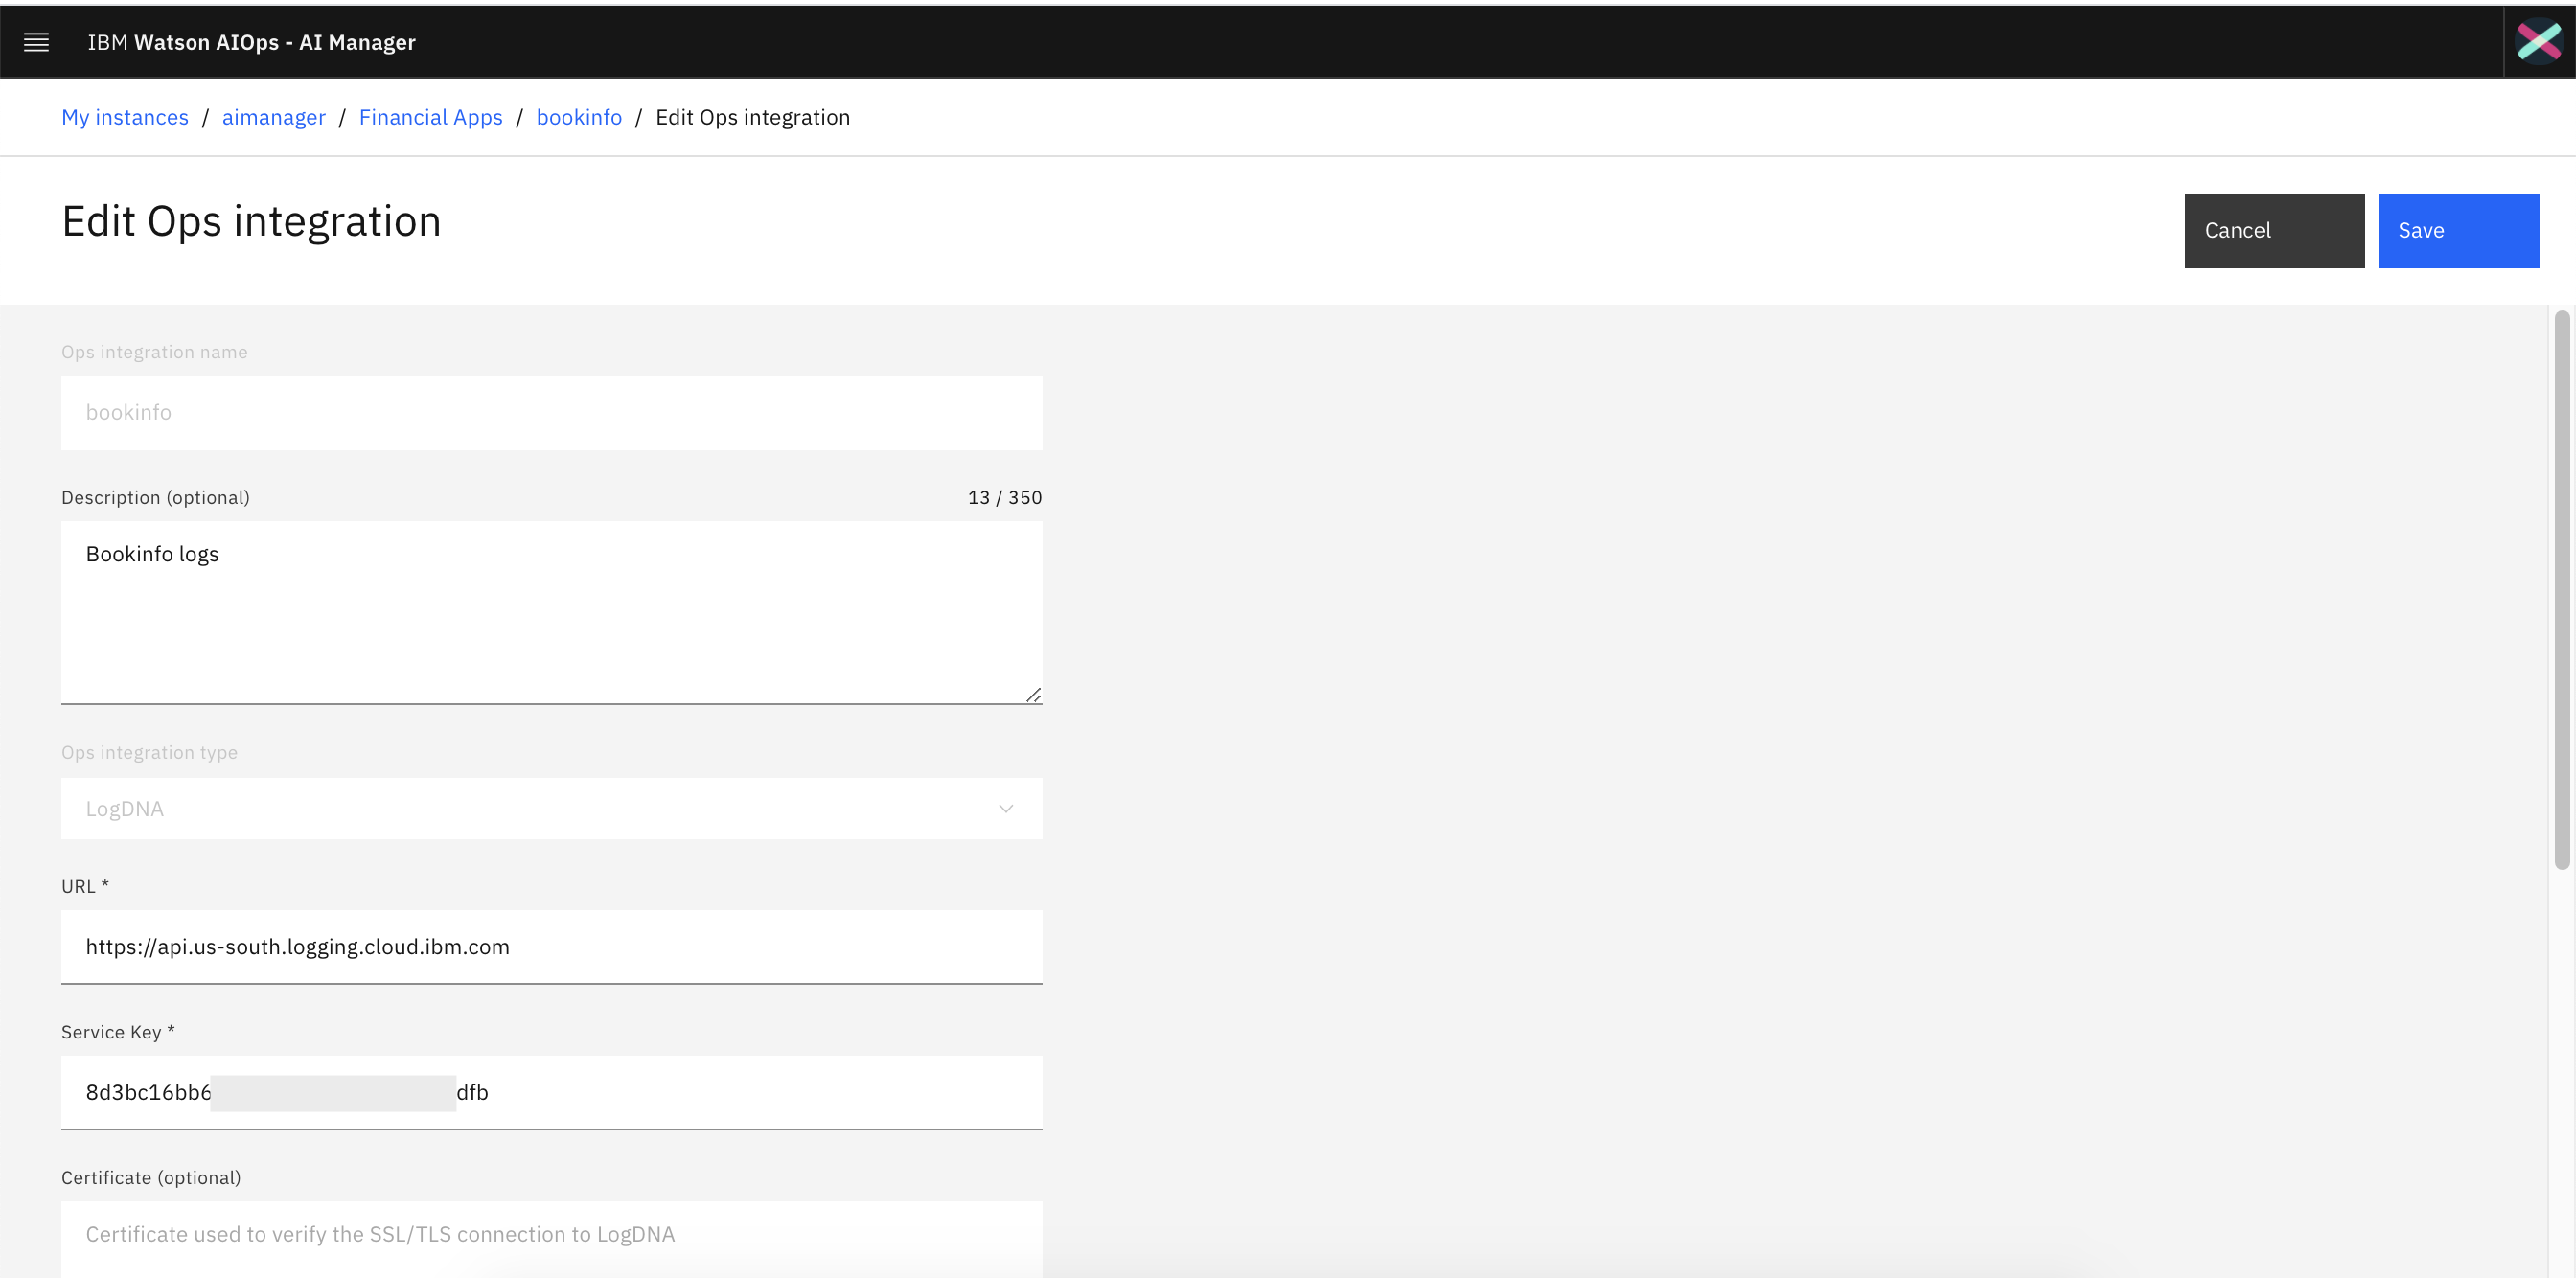 IBM Watson AIOps - AI Manager
My instances / aimanager / Financial Apps / bookinfo / Edit Ops integration
Edit Ops integration
Cancel
Save
Ops integration name
bookinfo
Description (optional)
13 / 350
Bookinfo logs
Ops integration type
LogDNA
URL *
https://api.us-south.logging.cloud.ibm.com
Service Key *
8d3bc16bb6 dfb
Certificate (optional)
Certificate used to verify the SSL/TLS connection to LogDNA